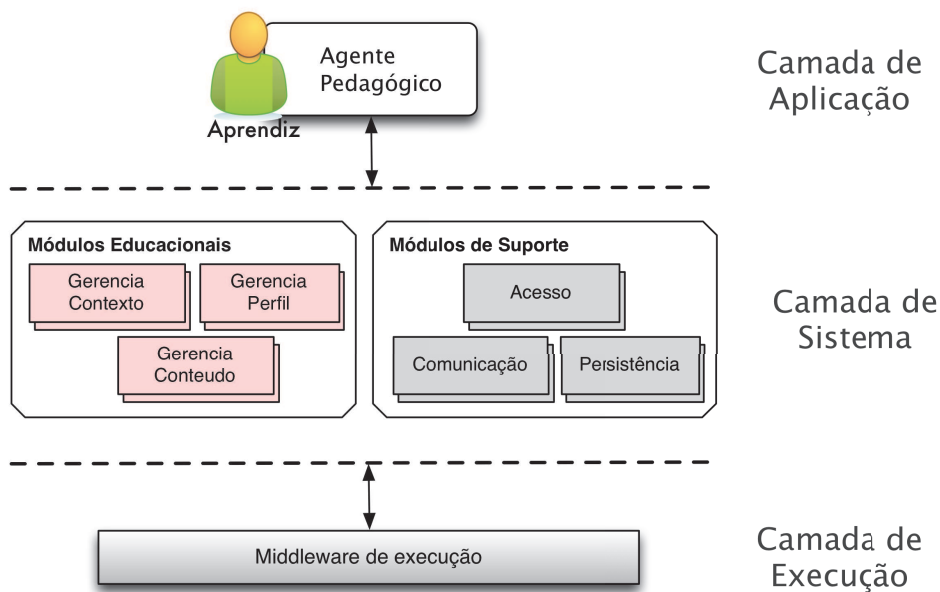 Agente
Pedagógico
Aprendiz
Camada de
Aplicação
Módulos Educacionais
Gerencia
Contexto
Gerencia
Perfil
Gerencia
Conteudo
Módulos de Suporte
Acesso
Comunicação
Persistência
Camada de
Sistema
Middleware de execução
Camada de
Execução